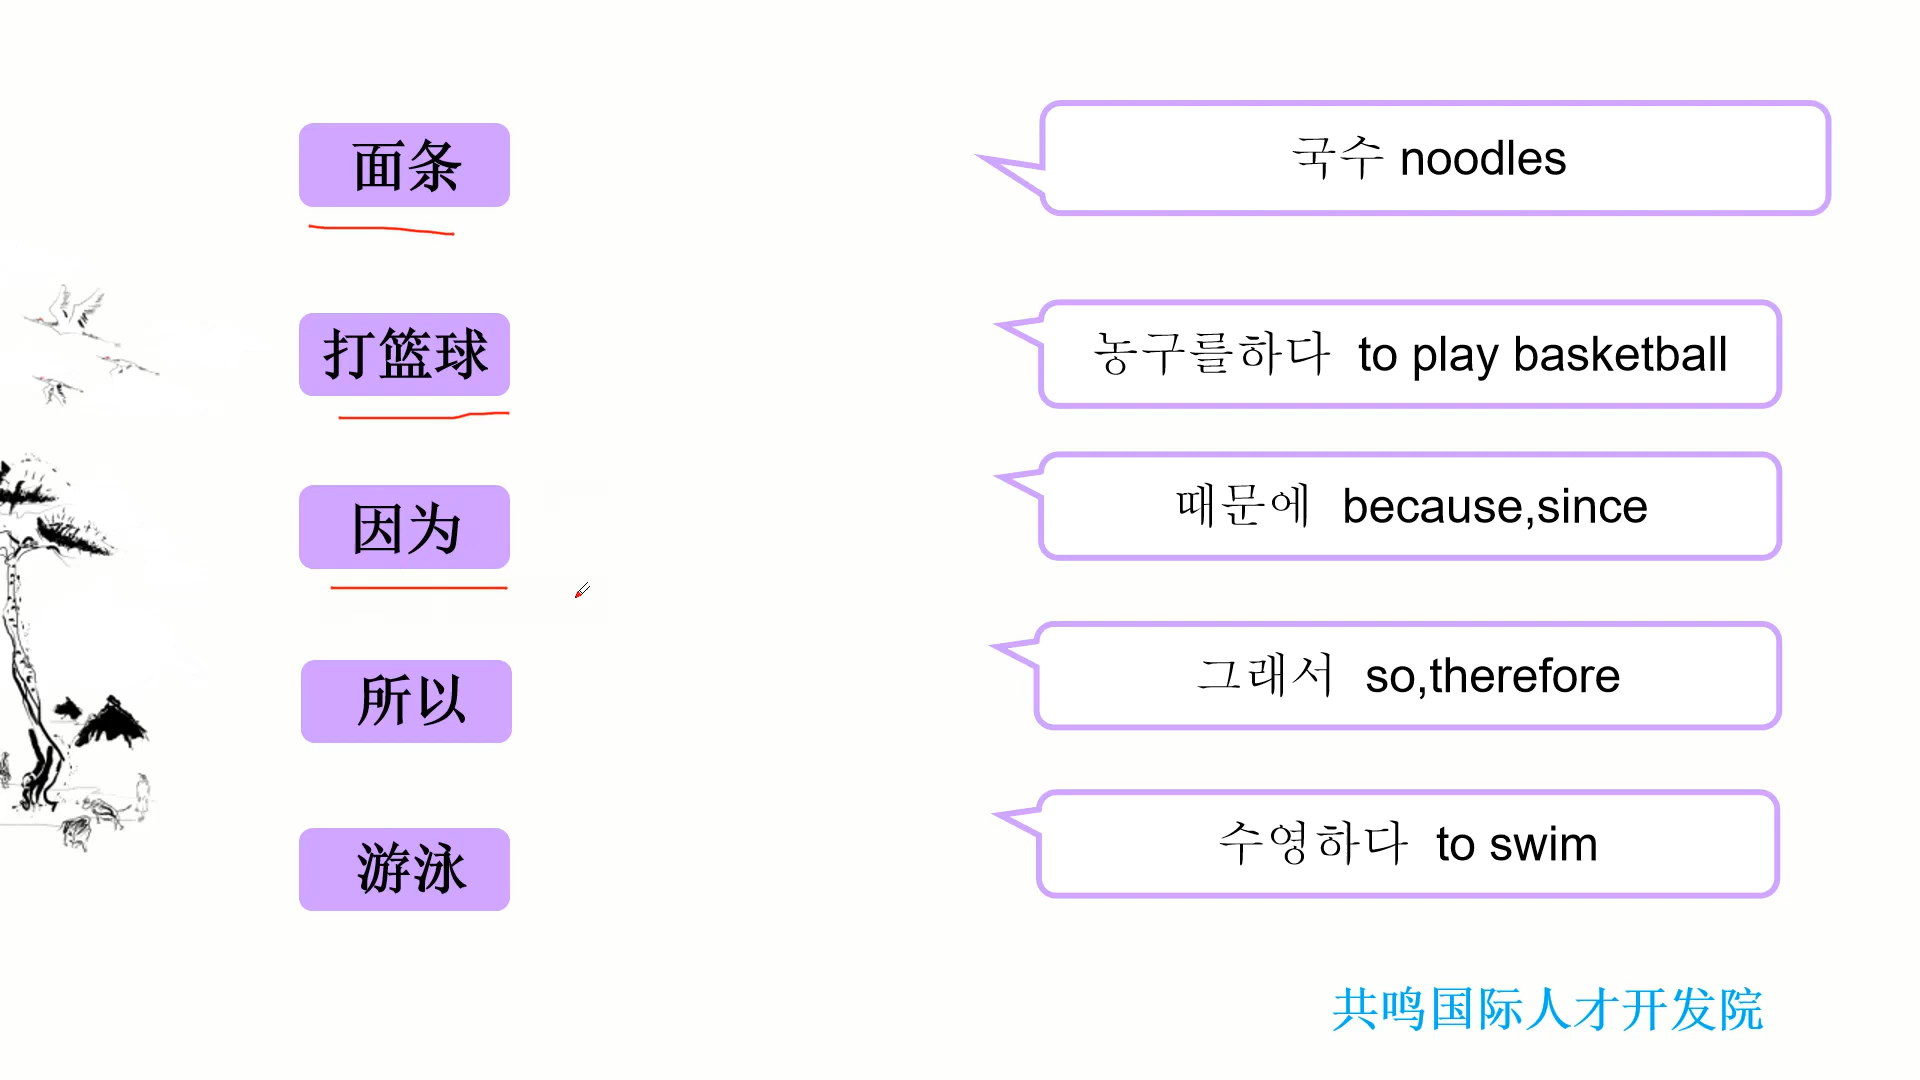 面条
国수 noodles
打篮球
농구를하다 to play basketball
因为
때문에 because,since
所以
그래서 so,therefore
游泳
수영하다 to swim
共鸣国际人才开发院